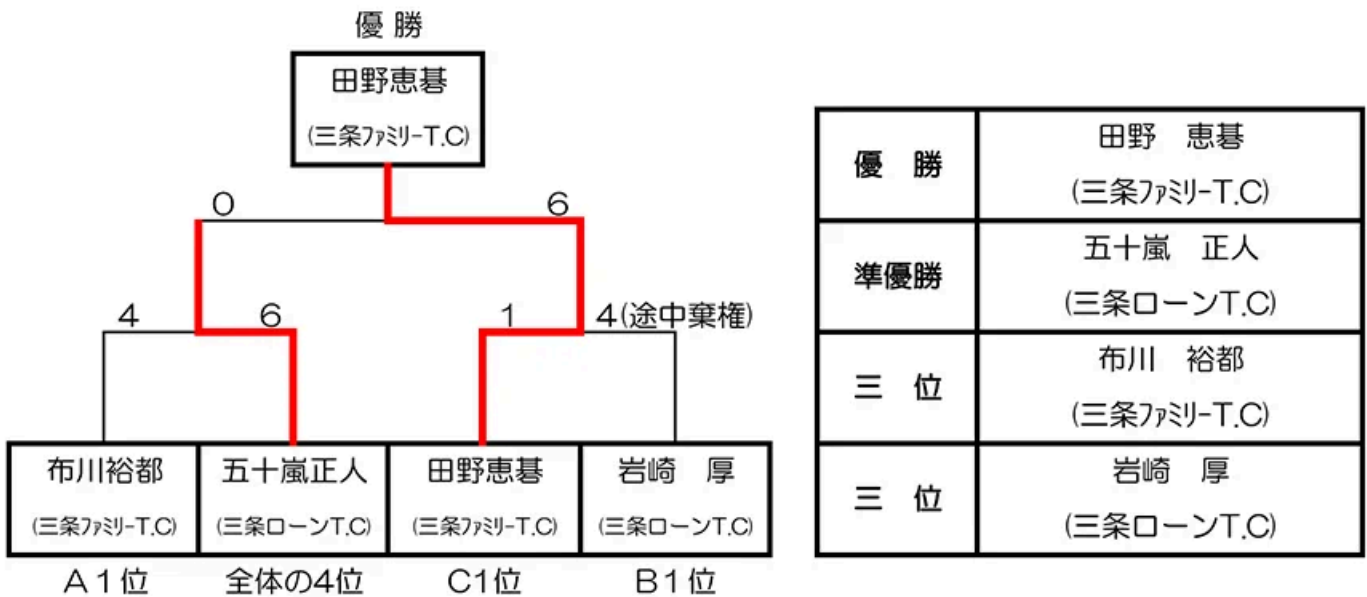 優 勝
田野恵碁
(三条ファミリーT.C)
0 6
4 6 1 4(途中棄権)
布川裕都 五十嵐正人 田野恵碁 岩崎 厚
(三条ファミリーT.C) (三条ローンT.C) (三条ファミリーT.C) (三条ローンT.C)
A1位 全体の4位 C1位 B1位
優 勝
田野 恵碁
(三条ファミリーT.C)
準優勝
五十嵐 正人
(三条ローンT.C)
三 位
布川 裕都
(三条ファミリーT.C)
三 位
岩崎 厚
(三条ローンT.C)